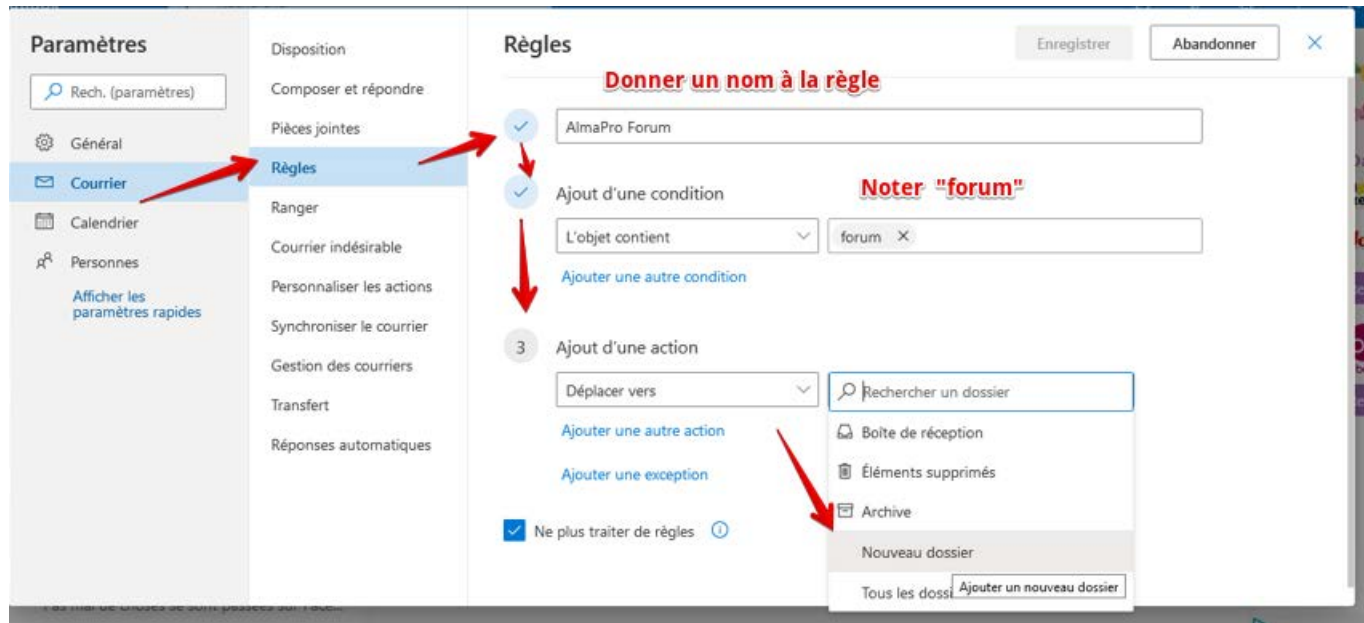 Paramètres
Rech. (paramètres)
Général
Courrier
Calendrier
Personnes
Afficher les
paramètres rapides
Disposition
Composer et répondre
Pièces jointes
Règles
Ranger
Courrier indésirable
Personnaliser les actions
Synchroniser le courrier
Gestion des courriers
Transfert
Réponses automatiques
Règles
Enregistrer
Abandonner
Donner un nom à la règle
AlmaPro Forum
Ajout d'une condition
Noter "forum"
L'objet contient
forum
Ajouter une autre condition
3 Ajout d'une action
Déplacer vers
Rechercher un dossier
Ajouter une autre action
Boîte de réception
Éléments supprimés
Ajouter une exception
Archive
Ne plus traiter de règles
Nouveau dossier
Tous les dossi
Ajouter un nouveau dossier